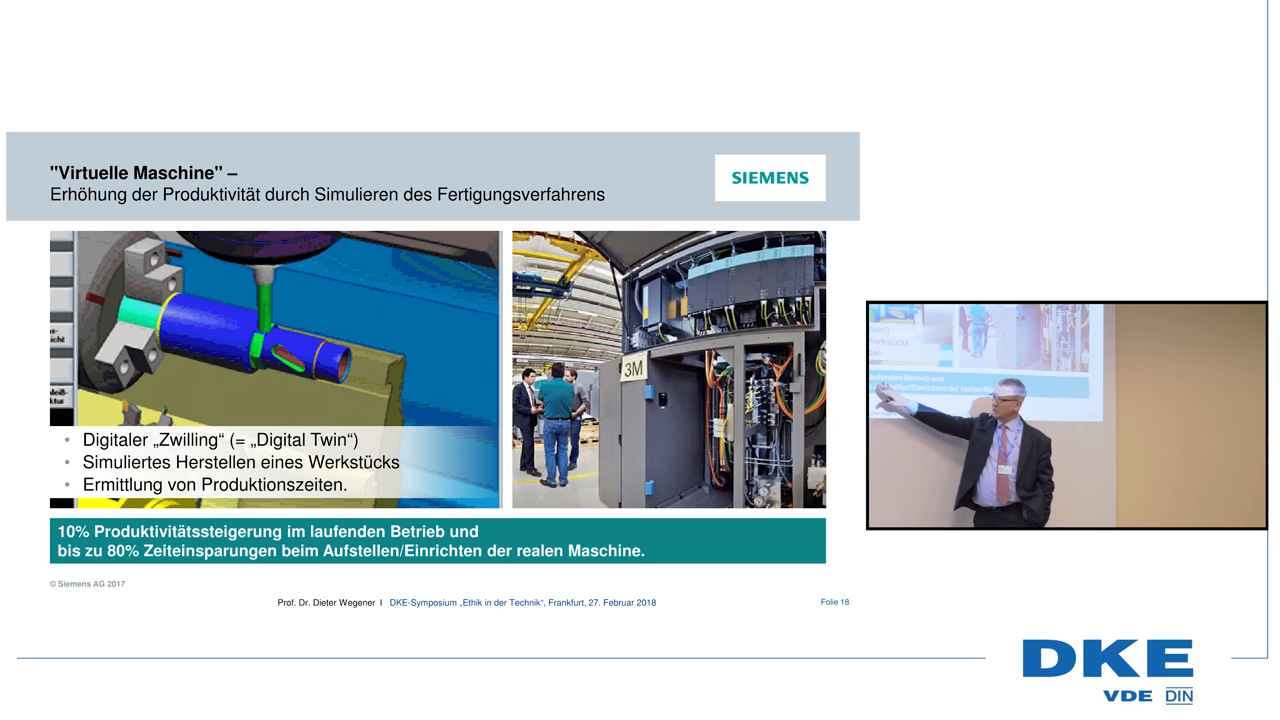 "Virtuelle Maschine" –
Erhöhung der Produktivität durch Simulieren des Fertigungsverfahrens
SIEMENS
3M
• Digitaler „Zwilling“ (= „Digital Twin“)
• Simuliertes Herstellen eines Werkstücks
• Ermittlung von Produktionszeiten.
10% Produktivitätssteigerung im laufenden Betrieb und
bis zu 80% Zeiteinsparungen beim Aufstellen/Einrichten der realen Maschine.
© Siemens AG 2017
Prof. Dr. Dieter Wegener I DKE-Symposium „Ethik in der Technik“, Frankfurt, 27. Februar 2018
Folie 18
DKE
VDE DIN